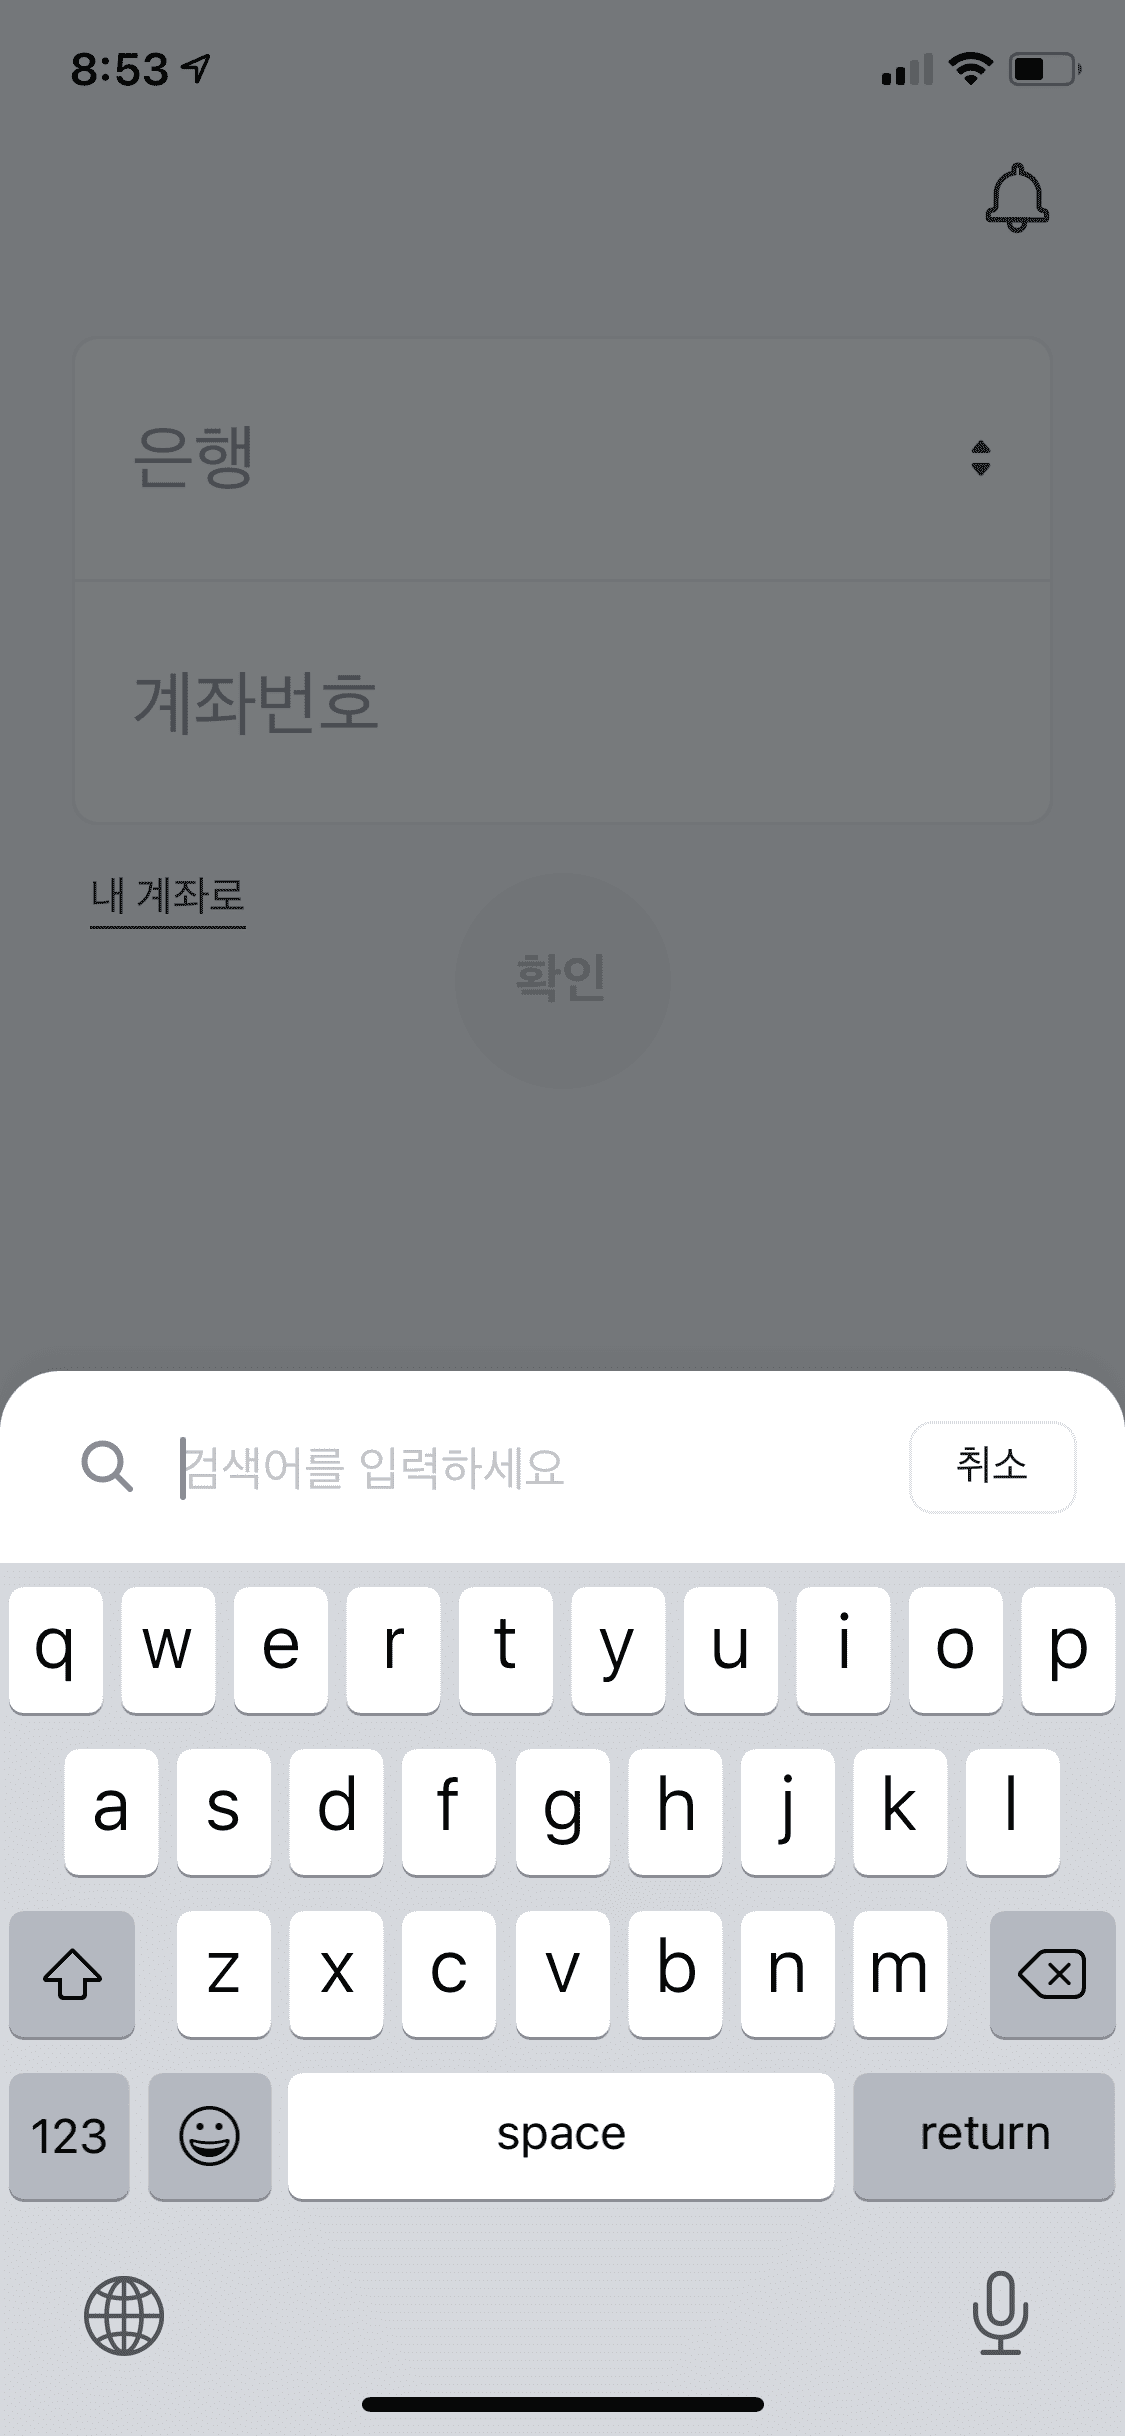 8:53
은행
계좌번호
내 계좌로
확인
검색어를 입력하세요
취소
q w e r t y u i o p
a s d f g h j k l
z x c v b n m
123 space return